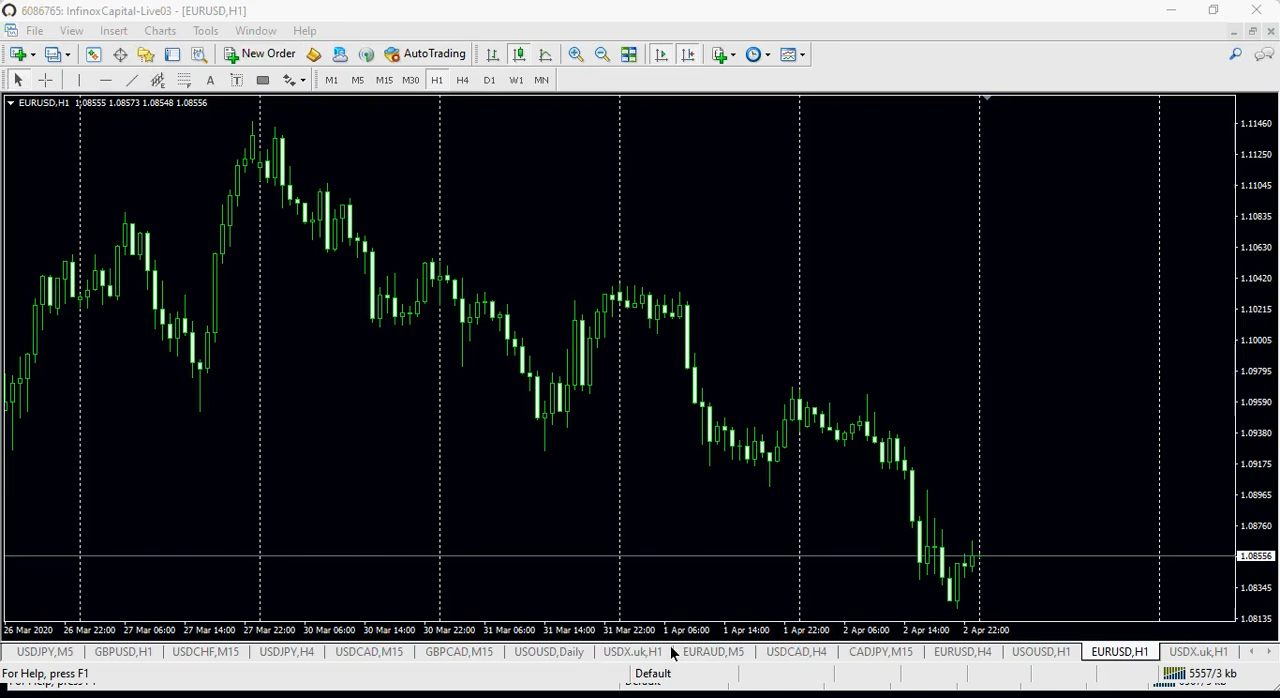 6086765: InfinoxCapital-Live03 - [EURUSD,H1]
File View Insert Charts Tools Window Help
New Order AutoTrading
A T M1 M5 M15 M30 H1 H4 D1 W1 MN
EURUSD,H1 1.08555 1.08573 1.08548 1.08556
1.11460
1.11250
1.11045
1.10835
1.10630
1.10420
1.10215
1.10005
1.09795
1.09590
1.09380
1.09175
1.08965
1.08760
1.08556
1.08345
1.08135
26 Mar 2020 26 Mar 22:00 27 Mar 06:00 27 Mar 14:00 27 Mar 22:00 30 Mar 06:00 30 Mar 14:00 30 Mar 22:00 31 Mar 06:00 31 Mar 14:00 31 Mar 22:00 1 Apr 06:00 1 Apr 14:00 1 Apr 22:00 2 Apr 06:00 2 Apr 14:00 2 Apr 22:00
USDJPY,M5 GBPUSD,H1 USDCHF,M15 USDJPY,H4 USDCAD,M15 GBPCAD,M15 USOUSD,Daily USDX.uk,H1 EURAUD,M5 USDCAD,H4 CADJPY,M15 EURUSD,H4 USOUSD,H1 EURUSD,H1 USDX.uk,H1
For Help, press F1 Default 5557/3 kb